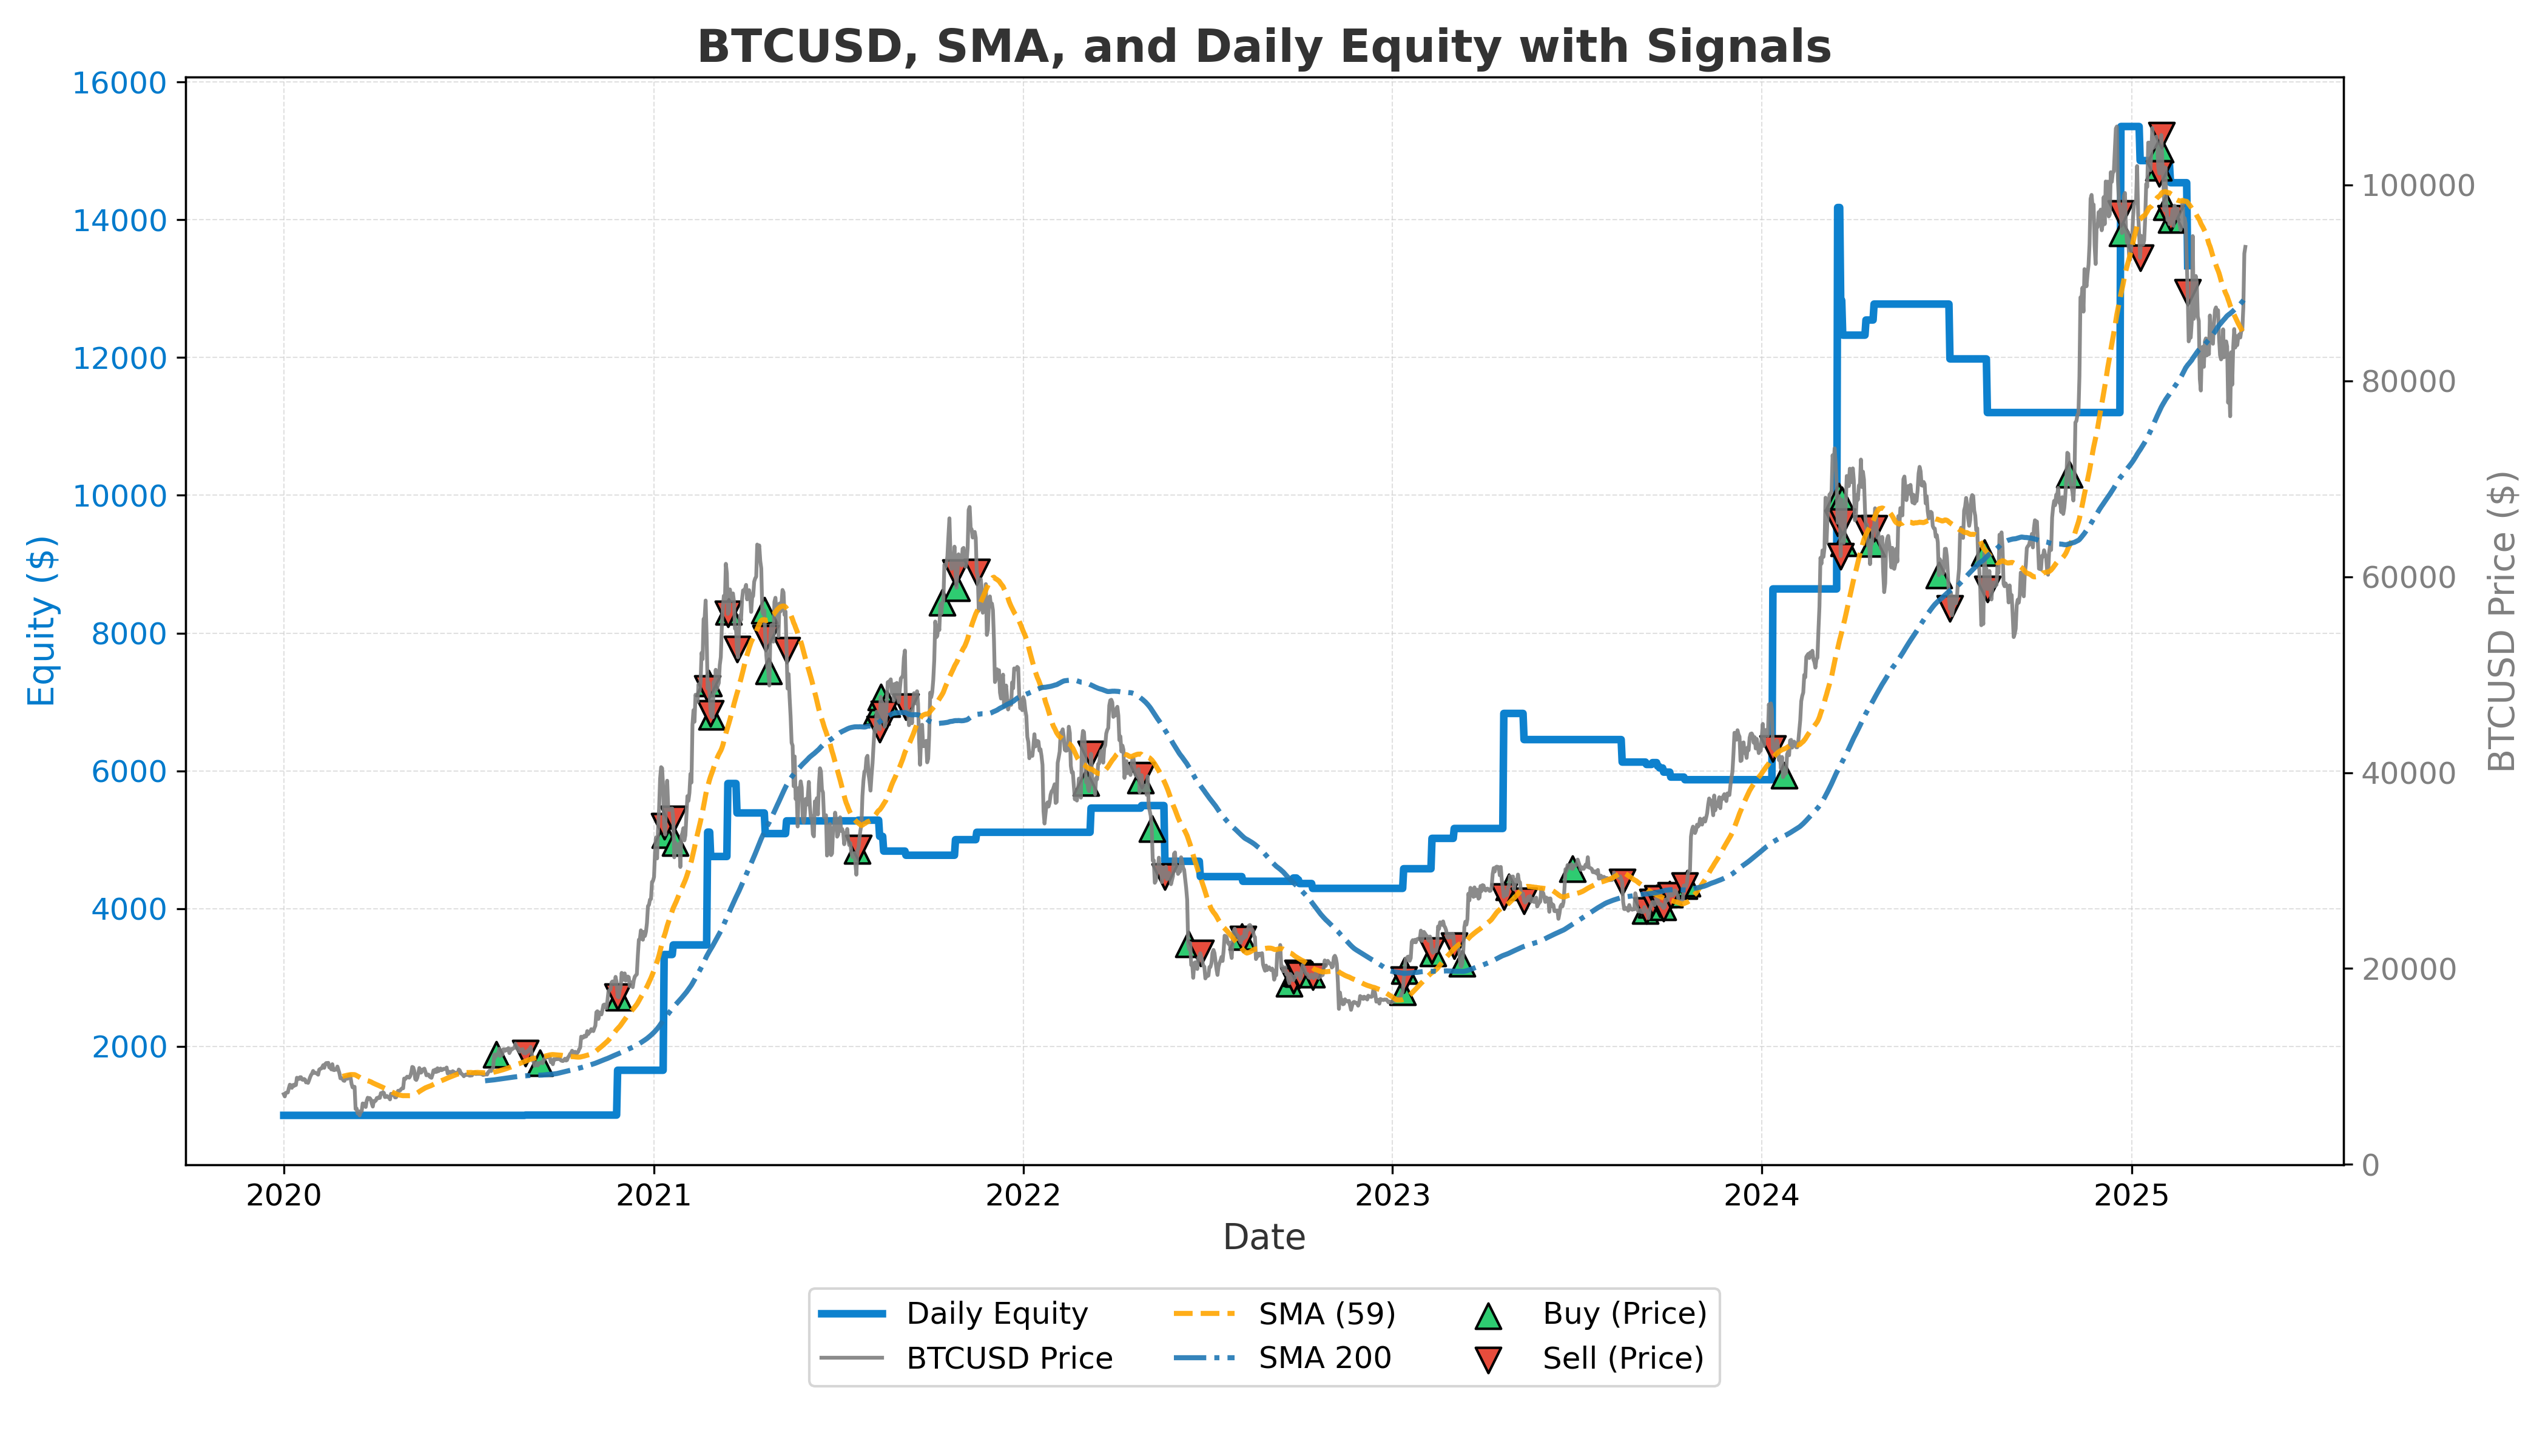 BTCUSD, SMA, and Daily Equity with Signals
16000
14000
12000
10000
8000
6000
4000
2000
Equity ($)
100000
80000
60000
40000
20000
0
BTCUSD Price ($)
2020 2021 2022 2023 2024 2025
Date
Daily Equity SMA (59) Buy (Price)
BTCUSD Price SMA 200 Sell (Price)